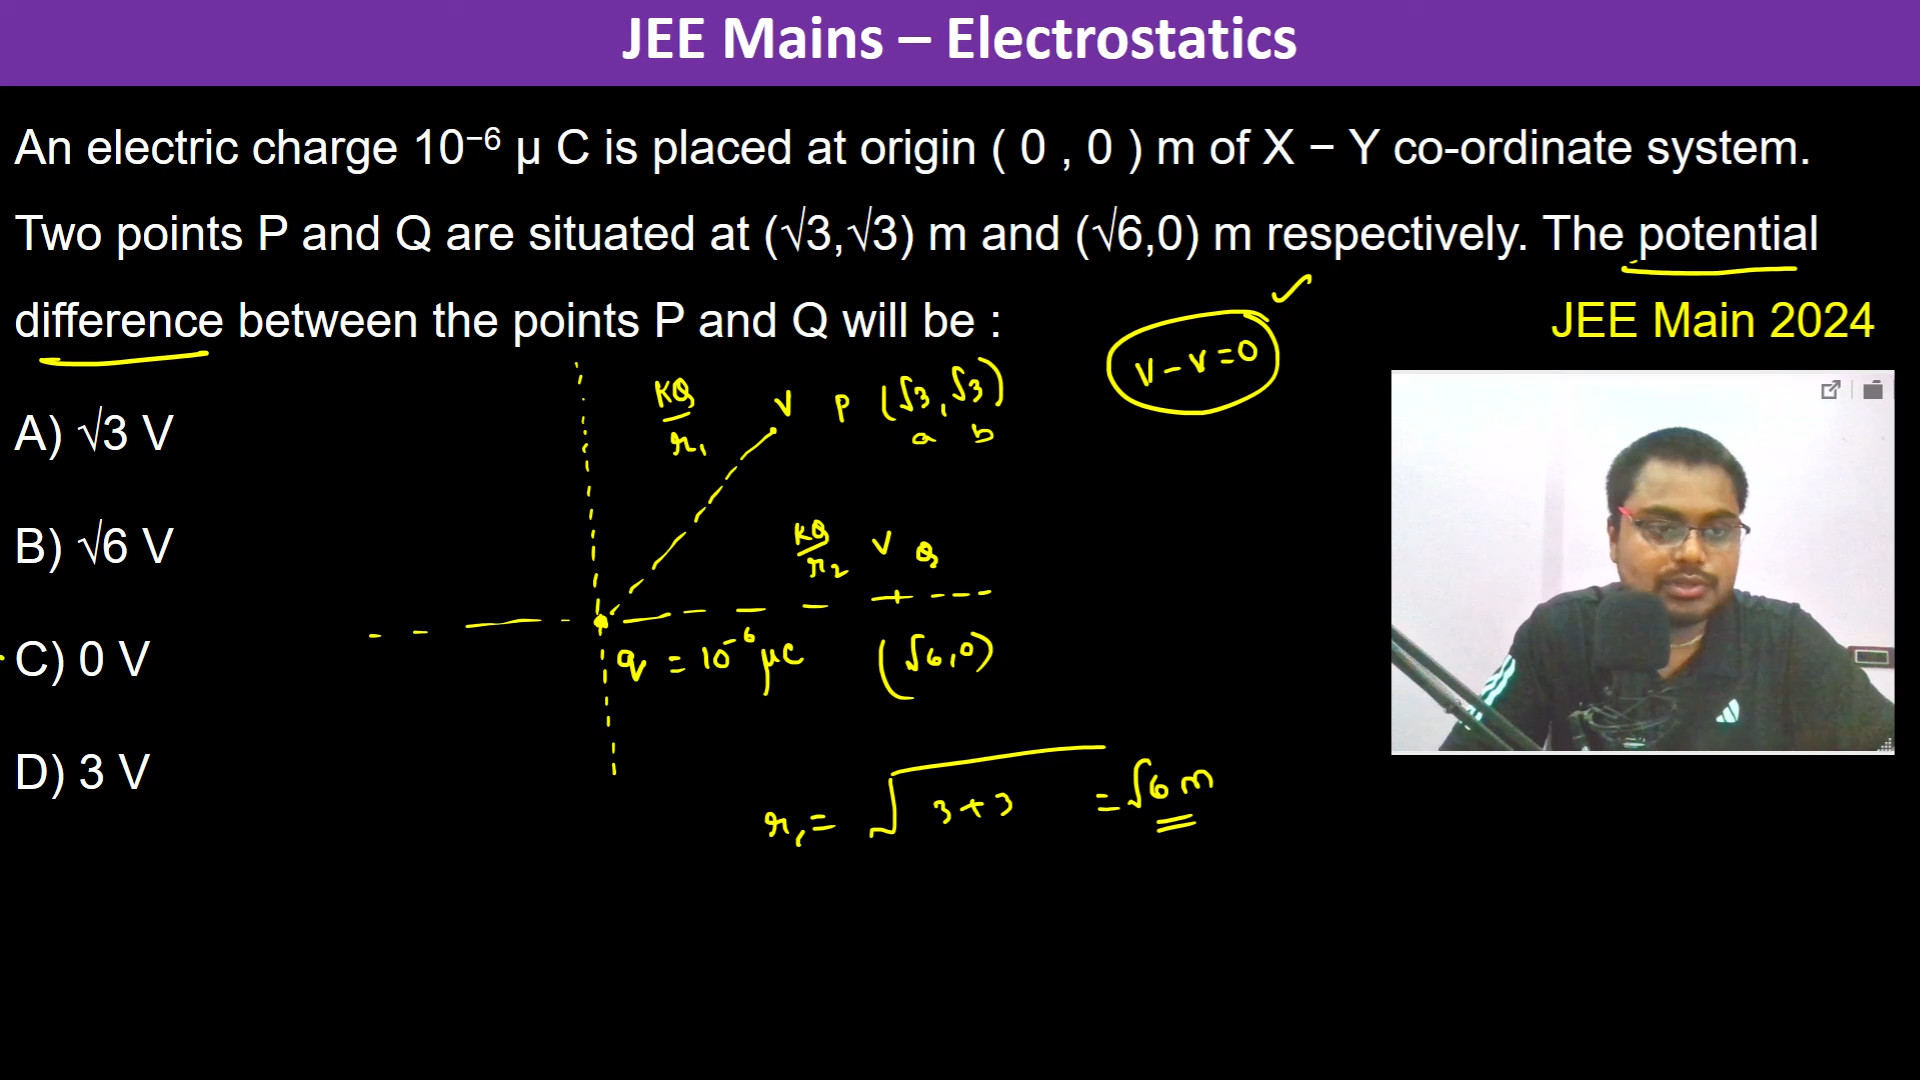 JEE Mains – Electrostatics
An electric charge 10⁻⁶ μ C is placed at origin ( 0 , 0 ) m of X − Y co-ordinate system.
Two points P and Q are situated at (√3,√3) m and (√6,0) m respectively. The potential
difference between the points P and Q will be :
JEE Main 2024
V - V = 0
A) √3 V
B) √6 V
C) 0 V
D) 3 V
KQ/r₁ V P (√3, √3)
a b
KQ/r₂ V Q
q = 10⁻⁶ μC (√6, 0)
r₁ = √3+3 = √6 m